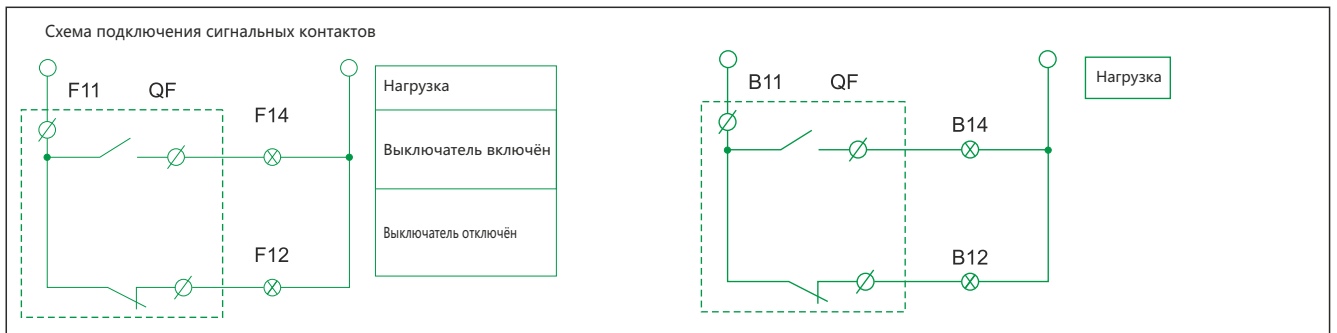 Схема подключения сигнальных контактов
F11 QF
F14
F12
Нагрузка
Выключатель включён
Выключатель отключён
B11 QF
B14
B12
Нагрузка